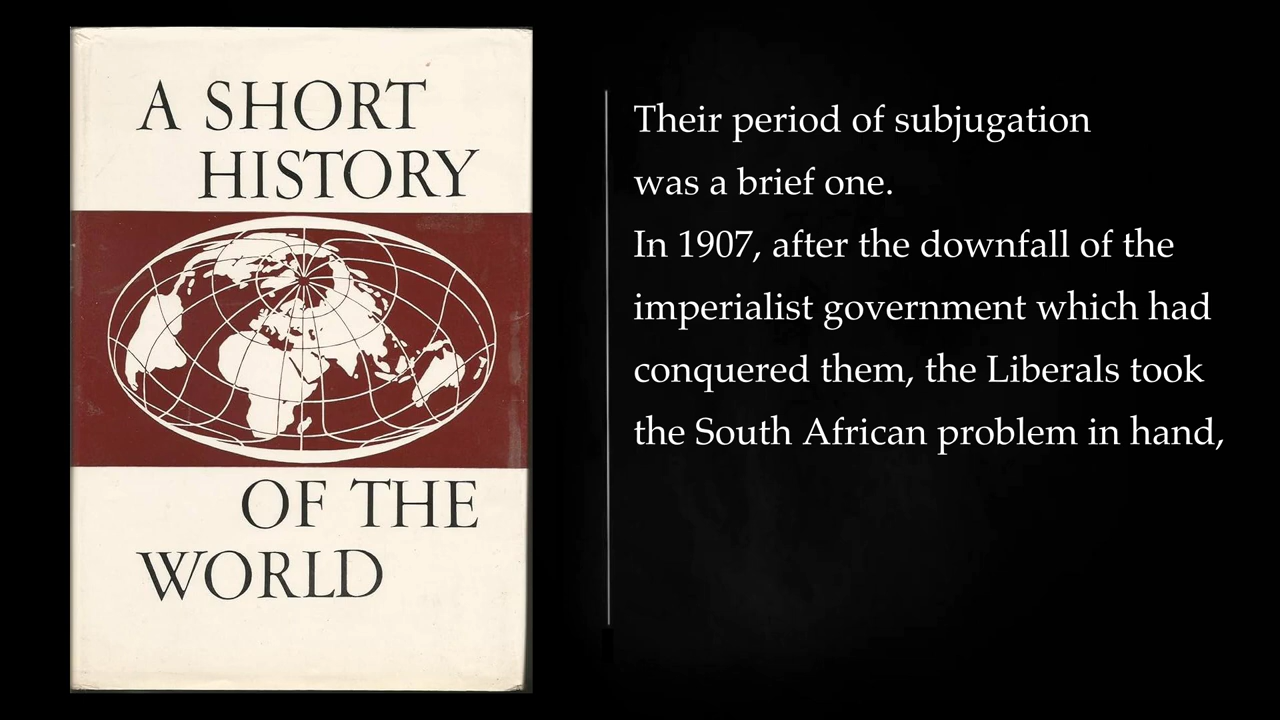 A SHORT
HISTORY
OF THE
WORLD
Their period of subjugation
was a brief one.
In 1907, after the downfall of the
imperialist government which had
conquered them, the Liberals took
the South African problem in hand,